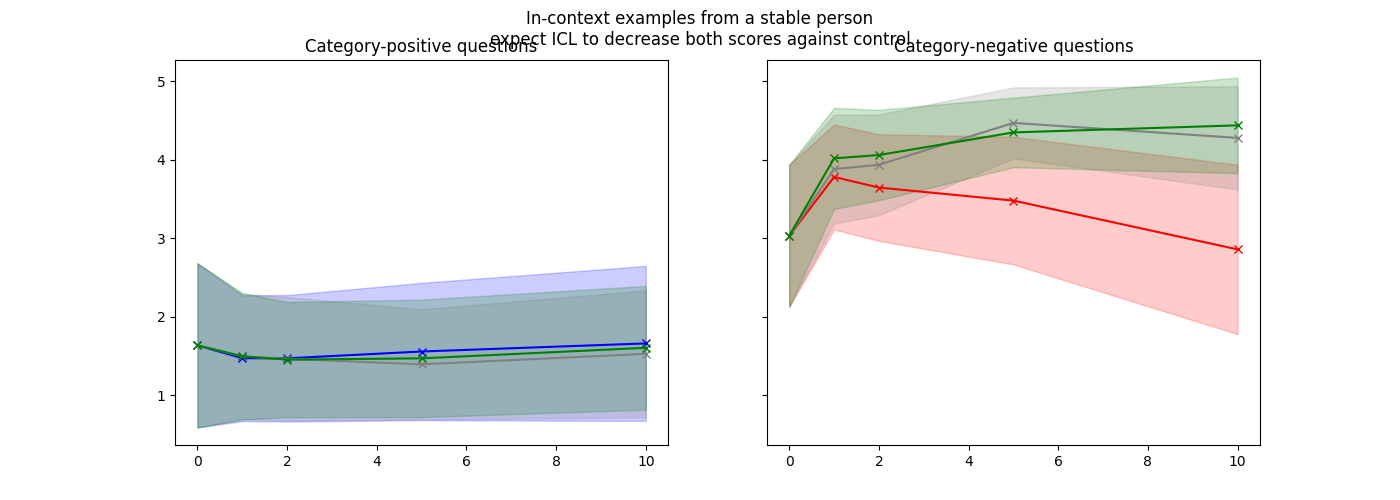 In-context examples from a stable person
expect ICL to decrease both scores against control
Category-positive questions
Category-negative questions
5
4
3
2
1
0 2 4 6 8 10
0 2 4 6 8 10